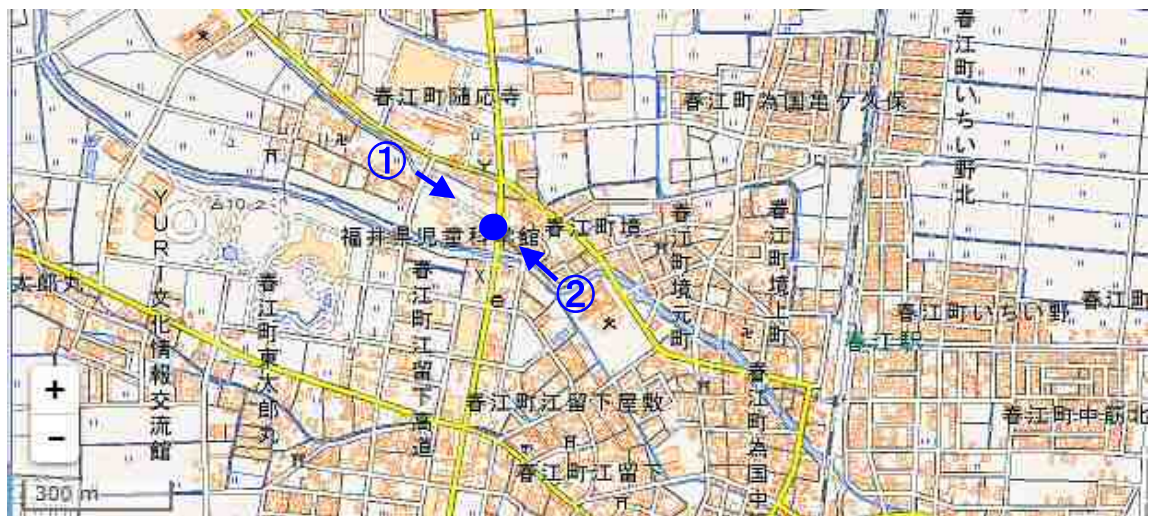 春江町随応寺
春江町為国亀ケ久保
春江町いちい野北
①
△10.2
福井県児童科学館
春江町境
春江町境元町
春江町境上町
②
YURI文化情報交流館
太郎丸
春江町東太郎丸
春江町江留下高道
春江町いちい野
春江町
春江駅
+
−
春江町江留下屋敷
春江町為国中
春江町中筋北
春江町江留下
300 m